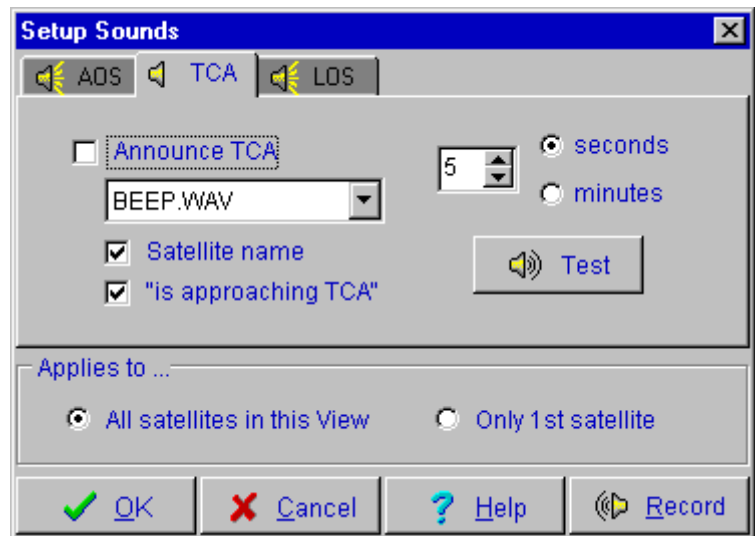 Setup Sounds
AOS TCA LOS
Announce TCA
5
seconds
minutes
BEEP.WAV
Satellite name
"is approaching TCA"
Test
Applies to ...
All satellites in this View
Only 1st satellite
OK
Cancel
Help
Record